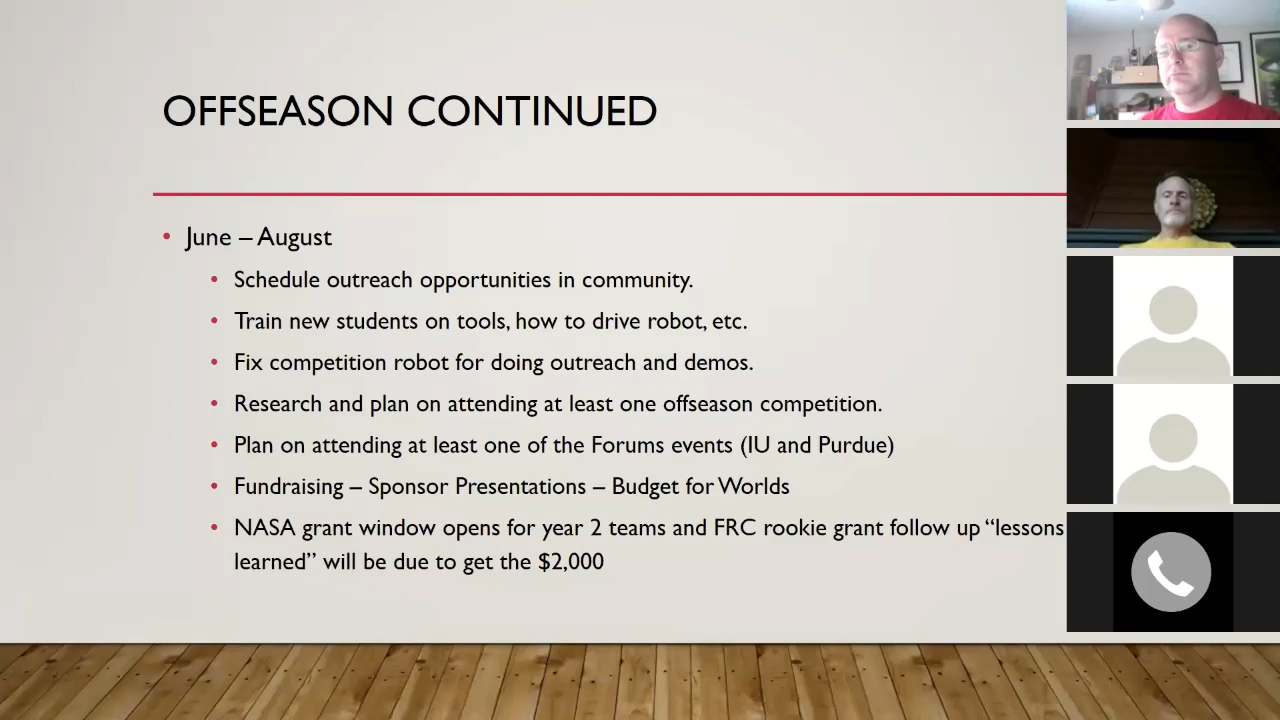 OFFSEASON CONTINUED
• June – August
• Schedule outreach opportunities in community.
• Train new students on tools, how to drive robot, etc.
• Fix competition robot for doing outreach and demos.
• Research and plan on attending at least one offseason competition.
• Plan on attending at least one of the Forums events (IU and Purdue)
• Fundraising – Sponsor Presentations – Budget for Worlds
• NASA grant window opens for year 2 teams and FRC rookie grant follow up “lessons
learned” will be due to get the $2,000